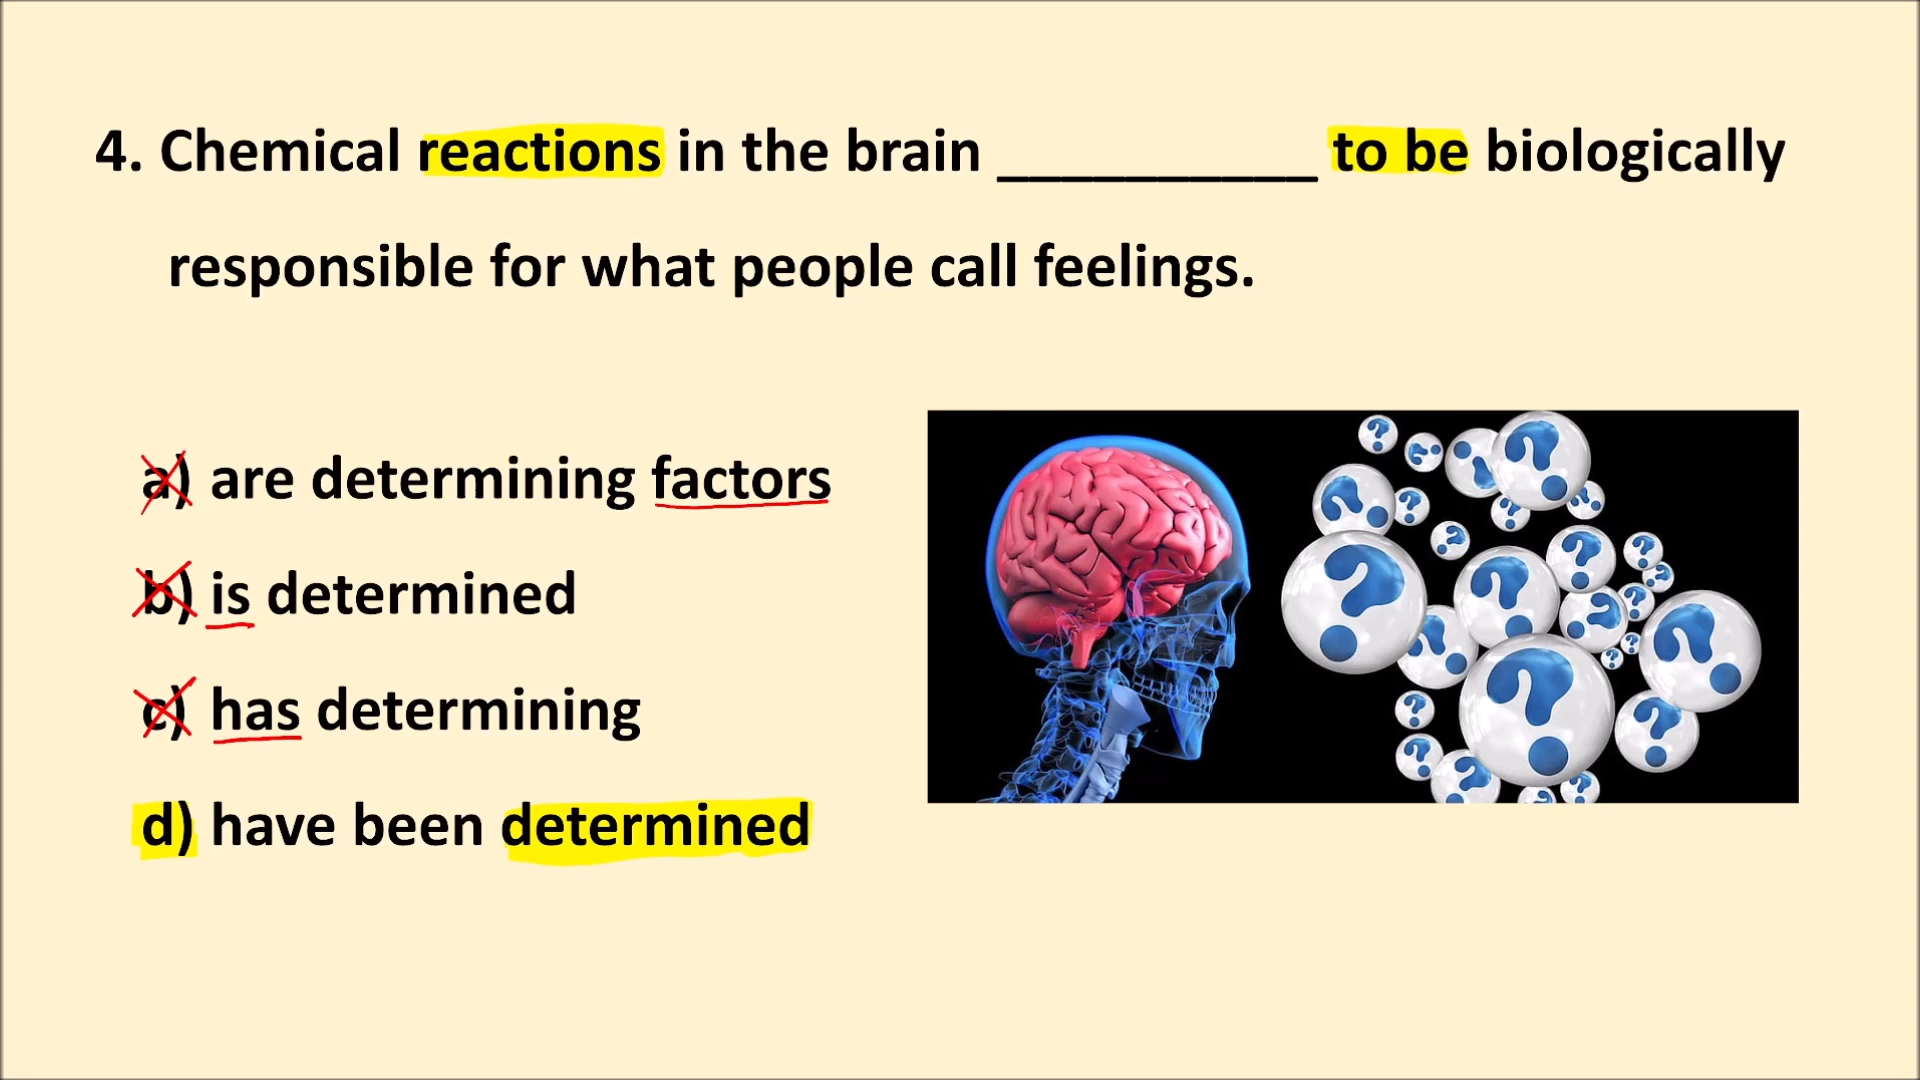 4. Chemical reactions in the brain __________ to be biologically
responsible for what people call feelings.
a) are determining factors
b) is determined
c) has determining
d) have been determined